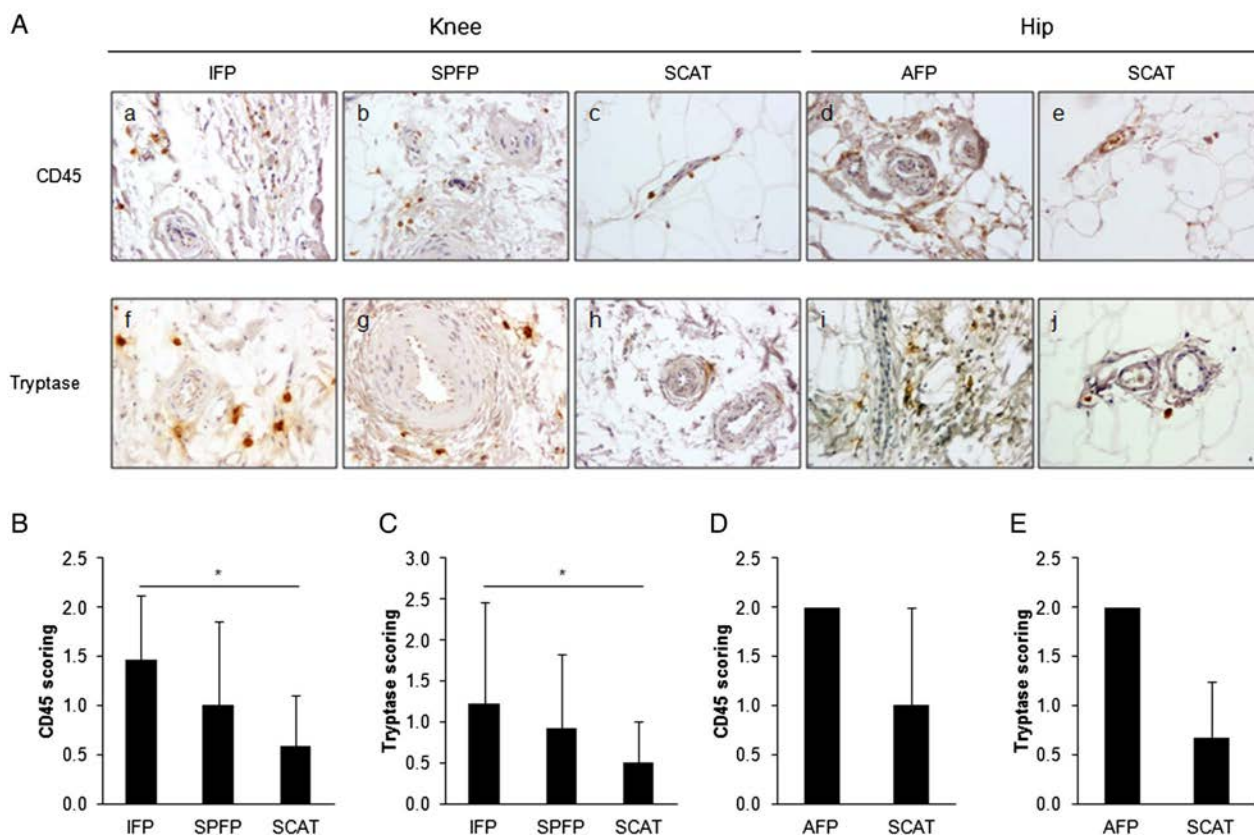 A
Knee Hip
IFP SPFP SCAT AFP SCAT
CD45 a b c d e
Tryptase f g h i j
B C D E
2.5 3.0 2.5 2.5
* *
2.0 2.5 2.0 2.0
1.5 2.0 1.5 1.5
1.0 1.5 1.0 1.0
0.5 1.0 0.5 0.5
0.0 0.5 0.0 0.0
0.0
CD45 scoring Tryptase scoring CD45 scoring Tryptase scoring
IFP SPFP SCAT IFP SPFP SCAT AFP SCAT AFP SCAT